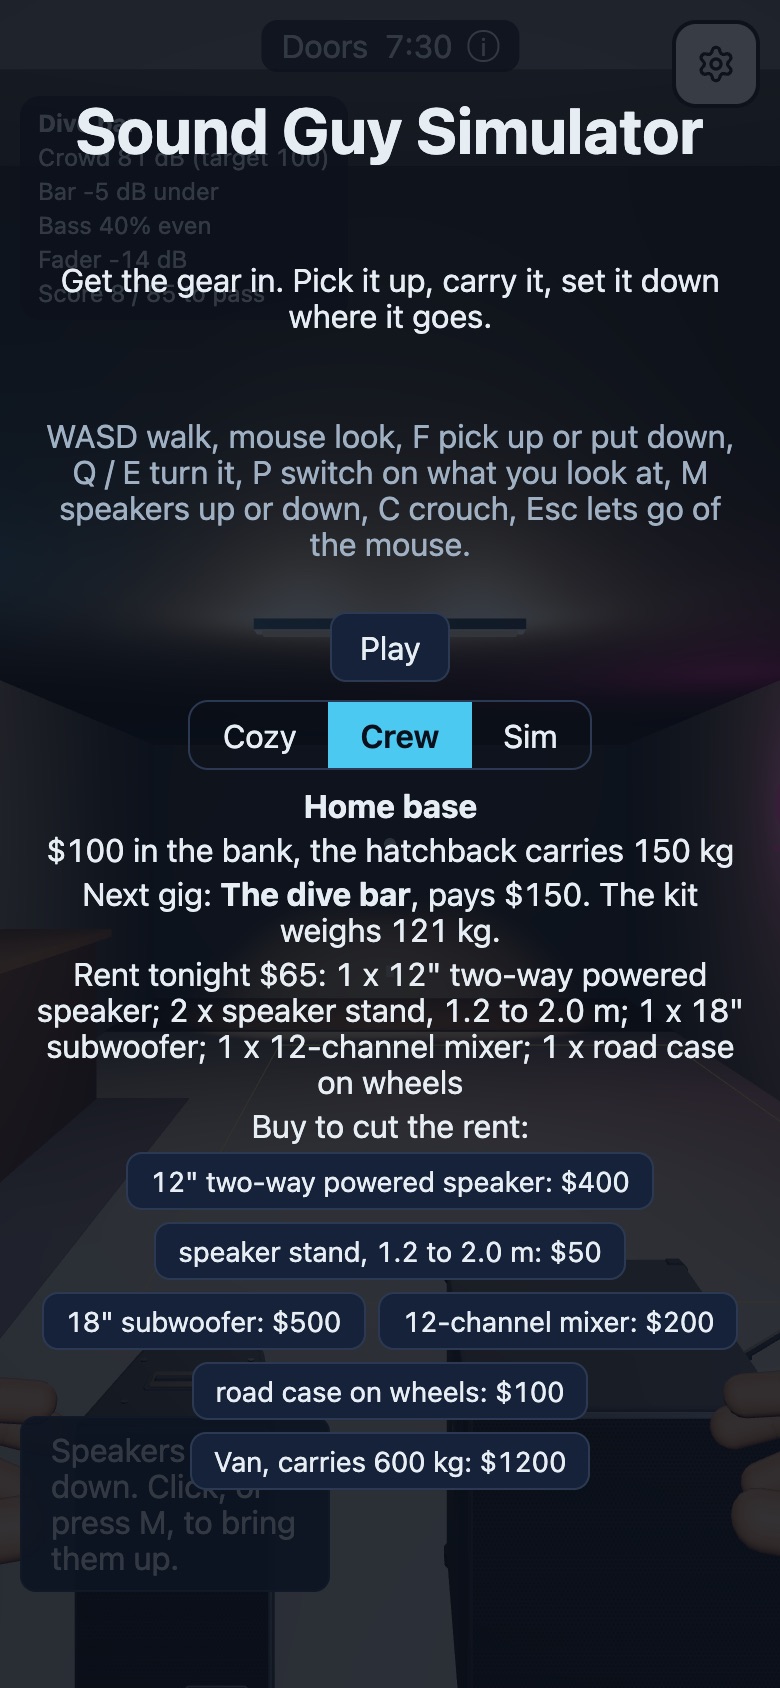 Doors 7:30 ⓘ
Sound Guy Simulator
Dive bar
Crowd 81 dB (target 100)
Bar -5 dB under
Bass 40% even
Fader -14 dB
Score 8 / 85 to pass
Get the gear in. Pick it up, carry it, set it down
where it goes.
WASD walk, mouse look, F pick up or put down,
Q / E turn it, P switch on what you look at, M
speakers up or down, C crouch, Esc lets go of
the mouse.
Play
Cozy Crew Sim
Home base
$100 in the bank, the hatchback carries 150 kg
Next gig: The dive bar, pays $150. The kit
weighs 121 kg.
Rent tonight $65: 1 x 12" two-way powered
speaker; 2 x speaker stand, 1.2 to 2.0 m; 1 x 18"
subwoofer; 1 x 12-channel mixer; 1 x road case
on wheels
Buy to cut the rent:
12" two-way powered speaker: $400
speaker stand, 1.2 to 2.0 m: $50
18" subwoofer: $500 12-channel mixer: $200
road case on wheels: $100
Van, carries 600 kg: $1200
Speakers
down. Click, or
press M, to bring
them up.